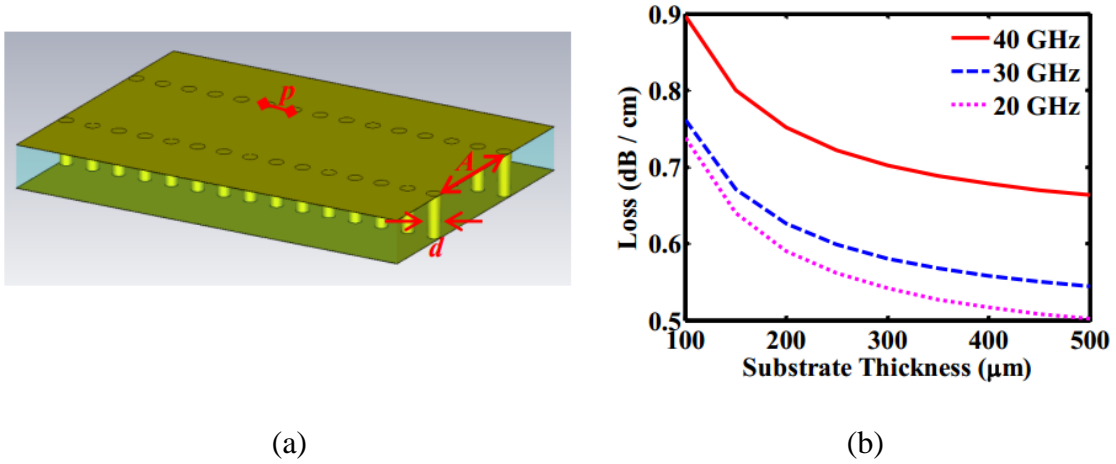 p
A
d
0.9
0.8
0.7
0.6
0.5
Loss (dB / cm)
40 GHz
30 GHz
20 GHz
100 200 300 400 500
Substrate Thickness (μm)
(a) (b)